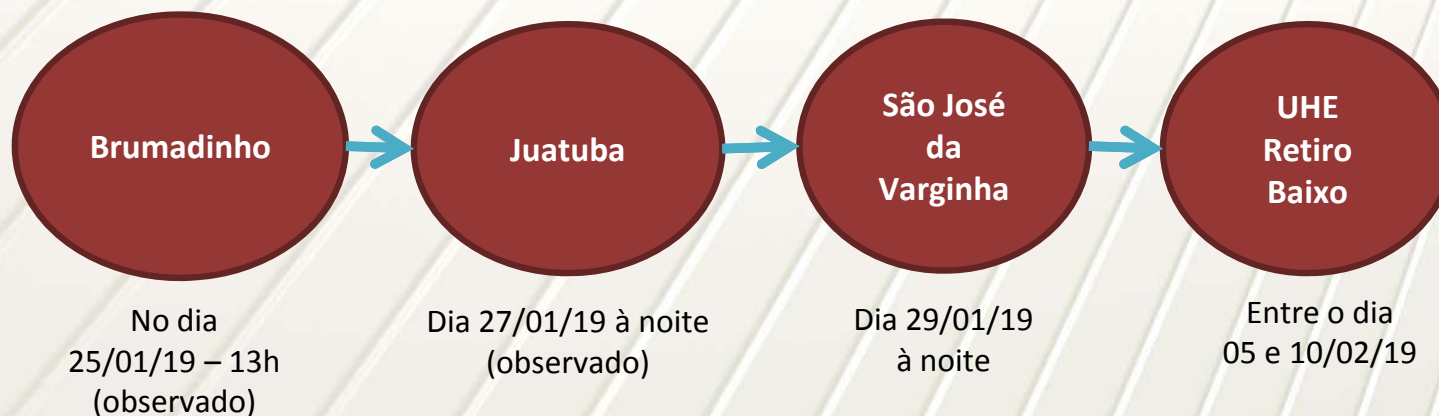 Brumadinho
No dia
25/01/19 – 13h
(observado)
Juatuba
Dia 27/01/19 à noite
(observado)
São José
da
Varginha
Dia 29/01/19
à noite
UHE
Retiro
Baixo
Entre o dia
05 e 10/02/19